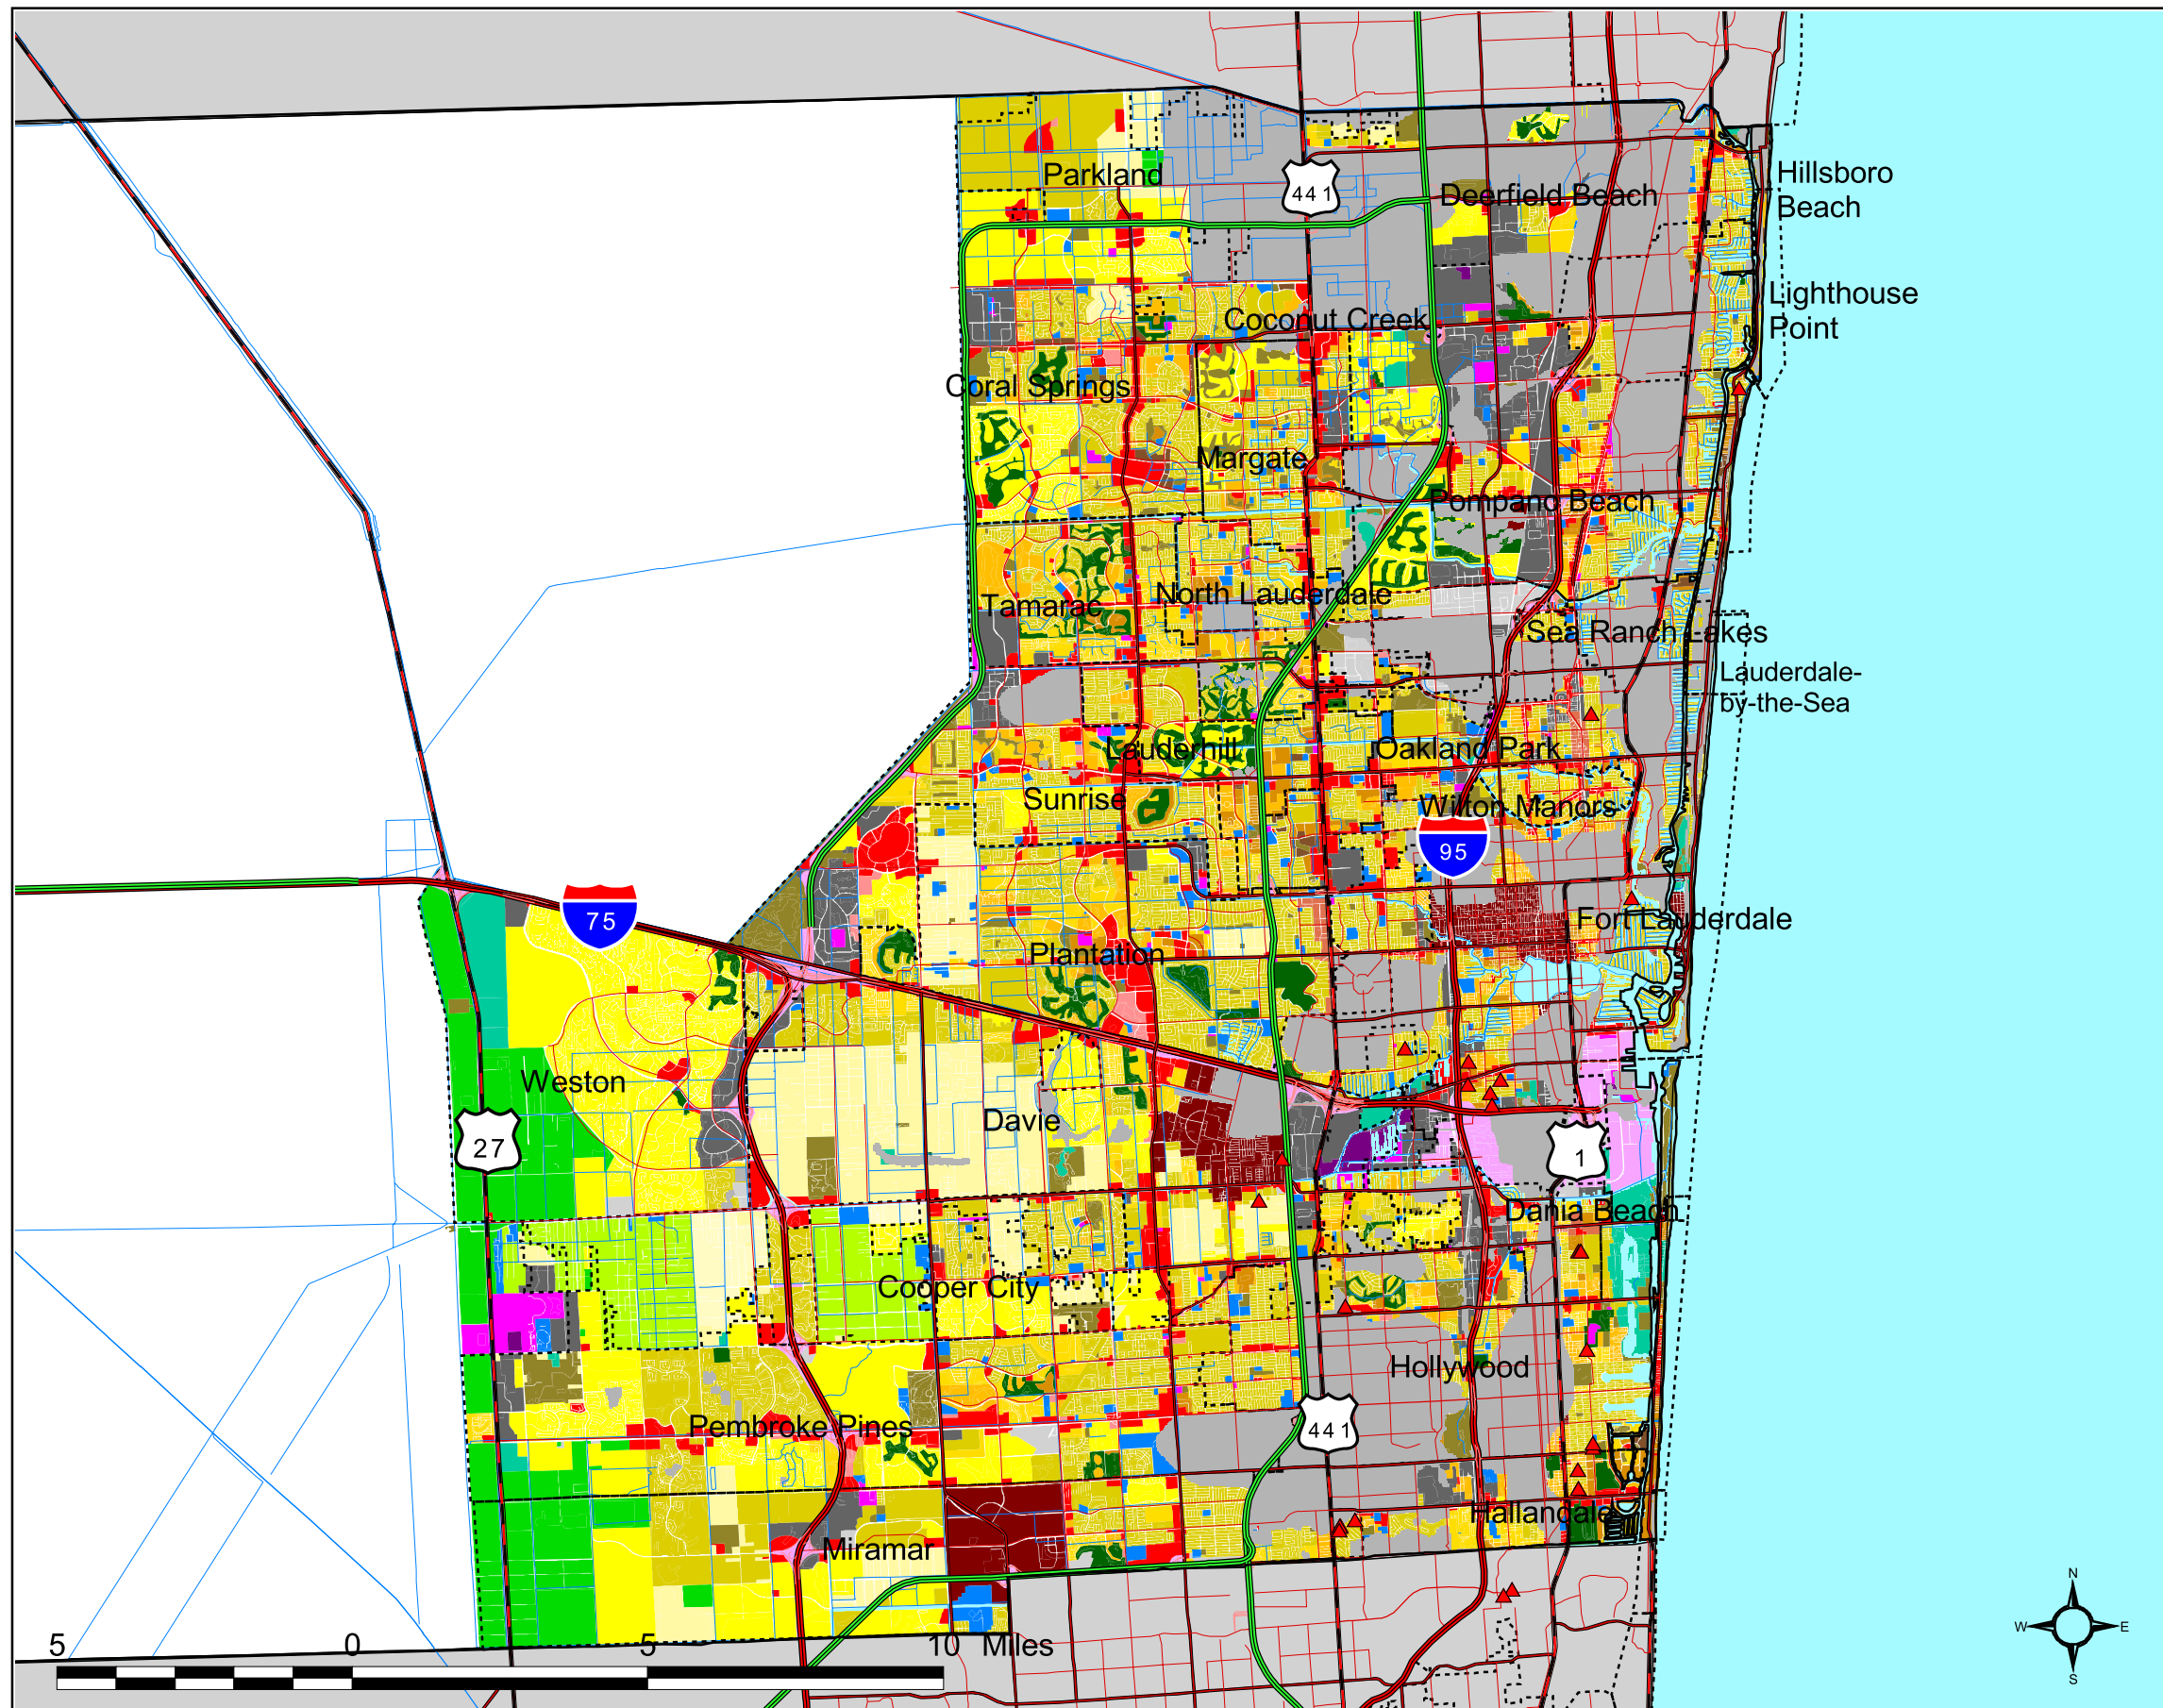 Parkland
441
Deerfield Beach
Hillsboro
Beach
Lighthouse
Point
Coconut Creek
Coral Springs
Margate
Pompano Beach
North Lauderdale
Tamarac
Sea Ranch Lakes
Lauderdale-
by-the-Sea
Lauderhill
Oakland Park
Sunrise
Wilton Manors
95
75
Fort Lauderdale
Plantation
Weston
Davie
27
1
Dania Beach
Cooper City
Hollywood
Pembroke Pines
441
Hallandale
Miramar
N
W E
S
5 0 5 10 Miles